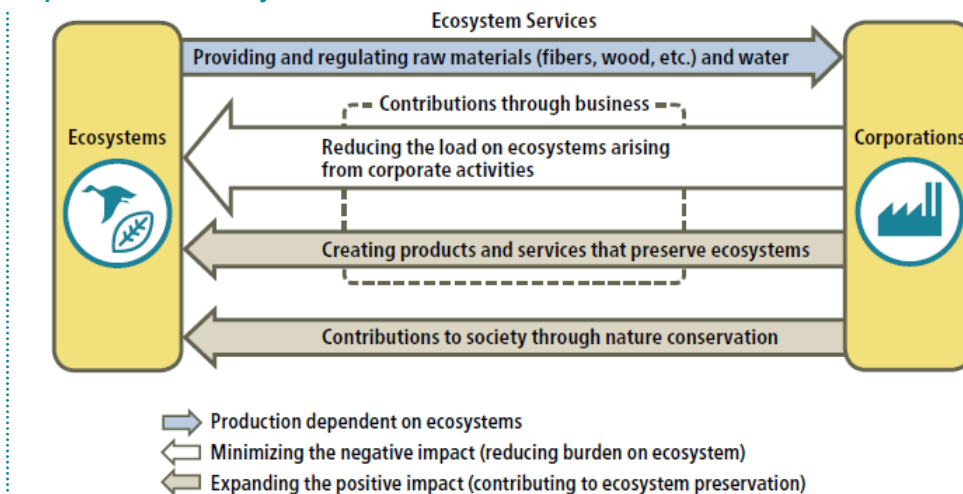 Ecosystem Services
Providing and regulating raw materials (fibers, wood, etc.) and water
Contributions through business
Ecosystems
Corporations
Reducing the load on ecosystems arising
from corporate activities
Creating products and services that preserve ecosystems
Contributions to society through nature conservation
Production dependent on ecosystems
Minimizing the negative impact (reducing burden on ecosystem)
Expanding the positive impact (contributing to ecosystem preservation)